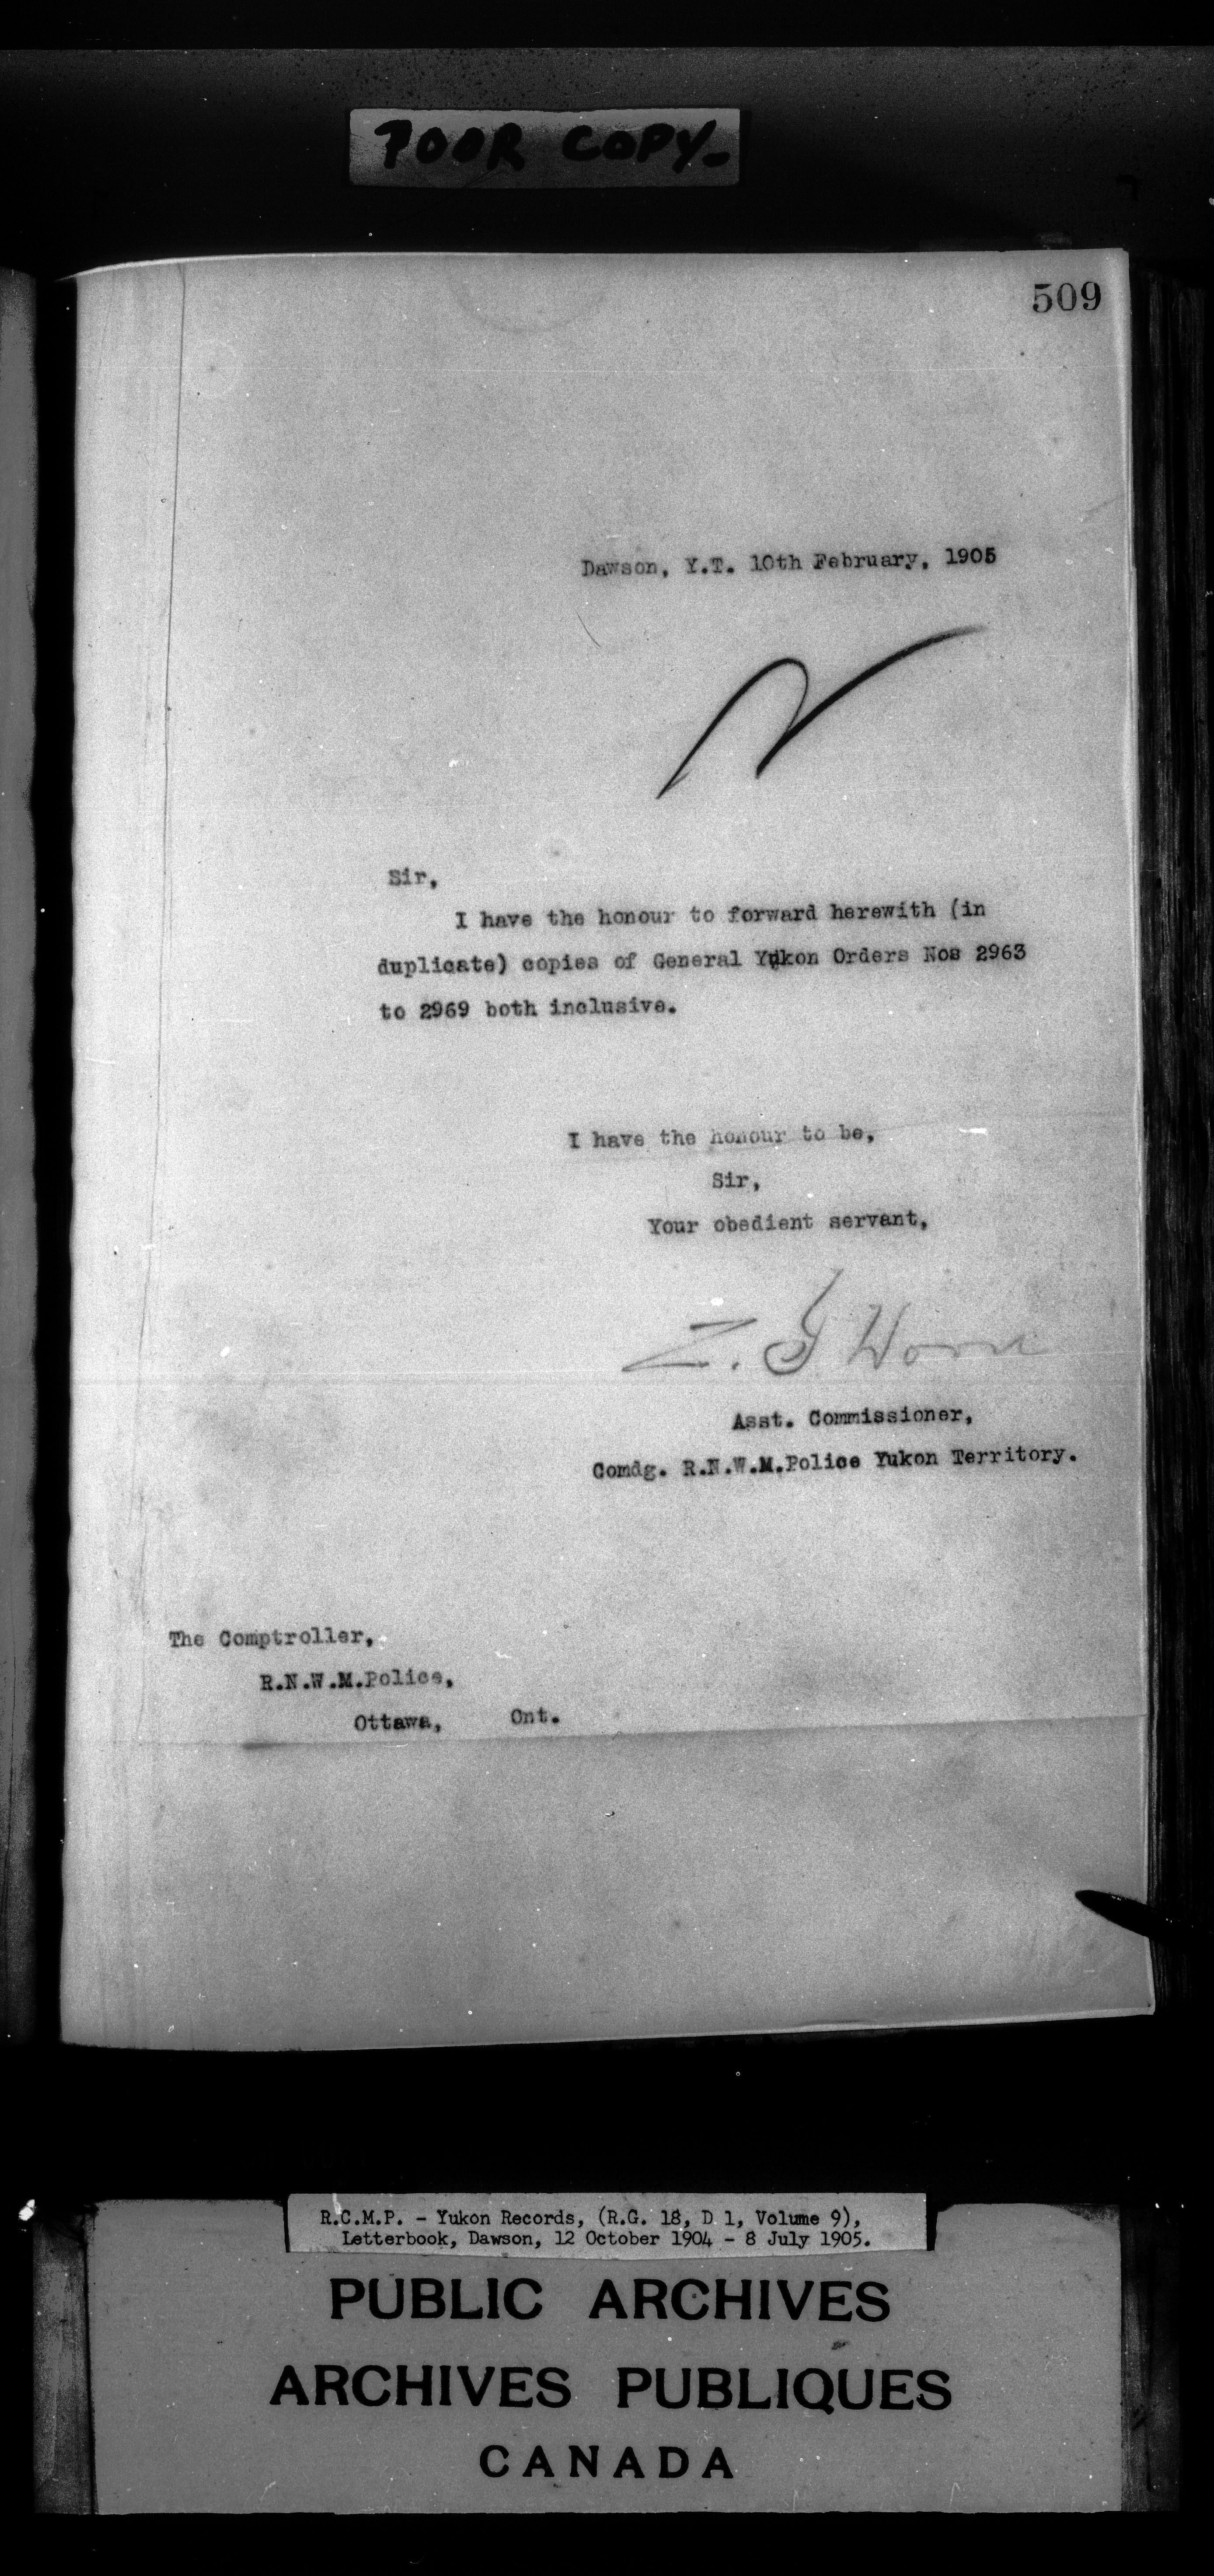 POOR COPY.
509
Dawson, Y.T. 10th February, 1905
Sir,
I have the honour to forward herewith (in
duplicate) copies of General Yukon Orders Nos 2963
to 2969 both inclusive.
I have the honour to be,
Sir,
Your obedient servant,
Z. T. Wood
Asst. Commissioner,
Comdg. R.N.W.M.Police Yukon Territory.
The Comptroller,
R.N.W.M.Police,
Ottawa, Ont.
R.C.M.P. - Yukon Records, (R.G. 18, D 1, Volume 9),
Letterbook, Dawson, 12 October 1904 - 8 July 1905.
PUBLIC ARCHIVES
ARCHIVES PUBLIQUES
CANADA